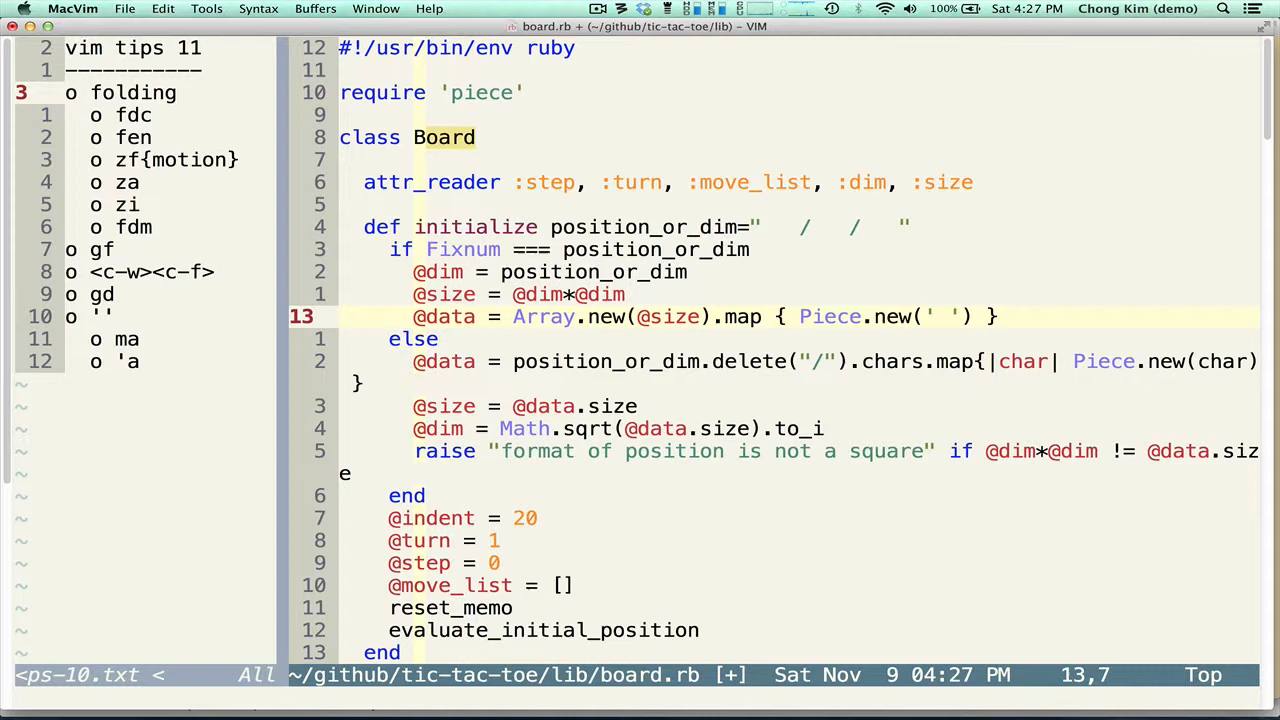 MacVim File Edit Tools Syntax Buffers Window Help 100% Sat 4:27 PM Chong Kim (demo)
board.rb + (~/github/tic-tac-toe/lib) - VIM
2 vim tips 11
1 -----------
3 o folding
1 o fdc
2 o fen
3 o zf{motion}
4 o za
5 o zi
6 o fdm
7 o gf
8 o <c-w><c-f>
9 o gd
10 o ''
11 o ma
12 o 'a
~
~
~
~
~
~
~
~
~
~
~
~
~
<ps-10.txt < All
12 #!/usr/bin/env ruby
11
10 require 'piece'
9
8 class Board
7
6 attr_reader :step, :turn, :move_list, :dim, :size
5
4 def initialize position_or_dim="   /   /   "
3 if Fixnum === position_or_dim
2 @dim = position_or_dim
1 @size = @dim*@dim
13 @data = Array.new(@size).map { Piece.new(' ') }
1 else
2 @data = position_or_dim.delete("/").chars.map{|char| Piece.new(char)
}
3 @size = @data.size
4 @dim = Math.sqrt(@data.size).to_i
5 raise "format of position is not a square" if @dim*@dim != @data.siz
e
6 end
7 @indent = 20
8 @turn = 1
9 @step = 0
10 @move_list = []
11 reset_memo
12 evaluate_initial_position
13 end
~/github/tic-tac-toe/lib/board.rb [+] Sat Nov 9 04:27 PM 13,7 Top